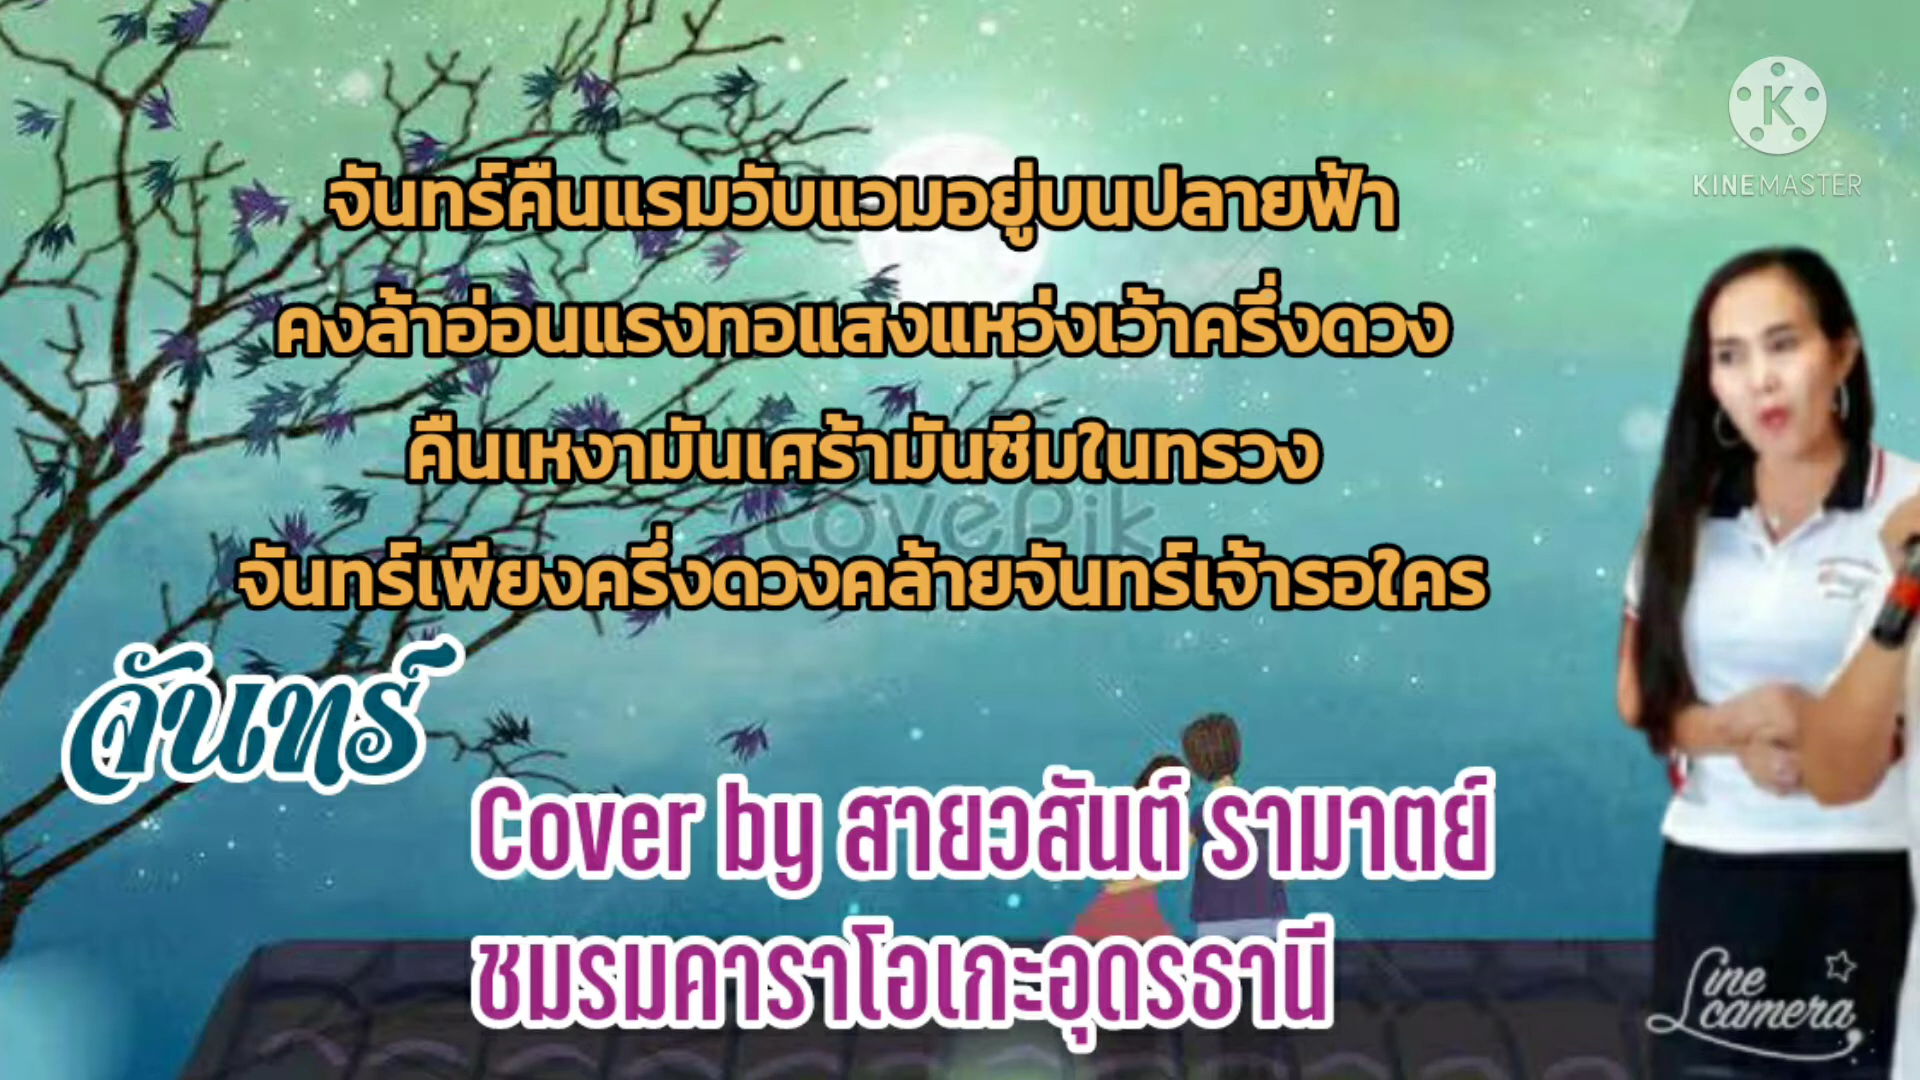 KINEMASTER
จันทร์คืนแรมวับแวมอยู่บนปลายฟ้า
คงล้าอ่อนแรงทอแสงแหว่งเว้าครึ่งดวง
คืนเหงามันเศร้ามันซึมในทรวง
LovePik
จันทร์เพียงครึ่งดวงคล้ายจันทร์เจ้ารอใคร
จันทร์
Cover by สายวสันต์ รามาตย์
ชมรมคาราโอเกะอุดรธานี
Line camera